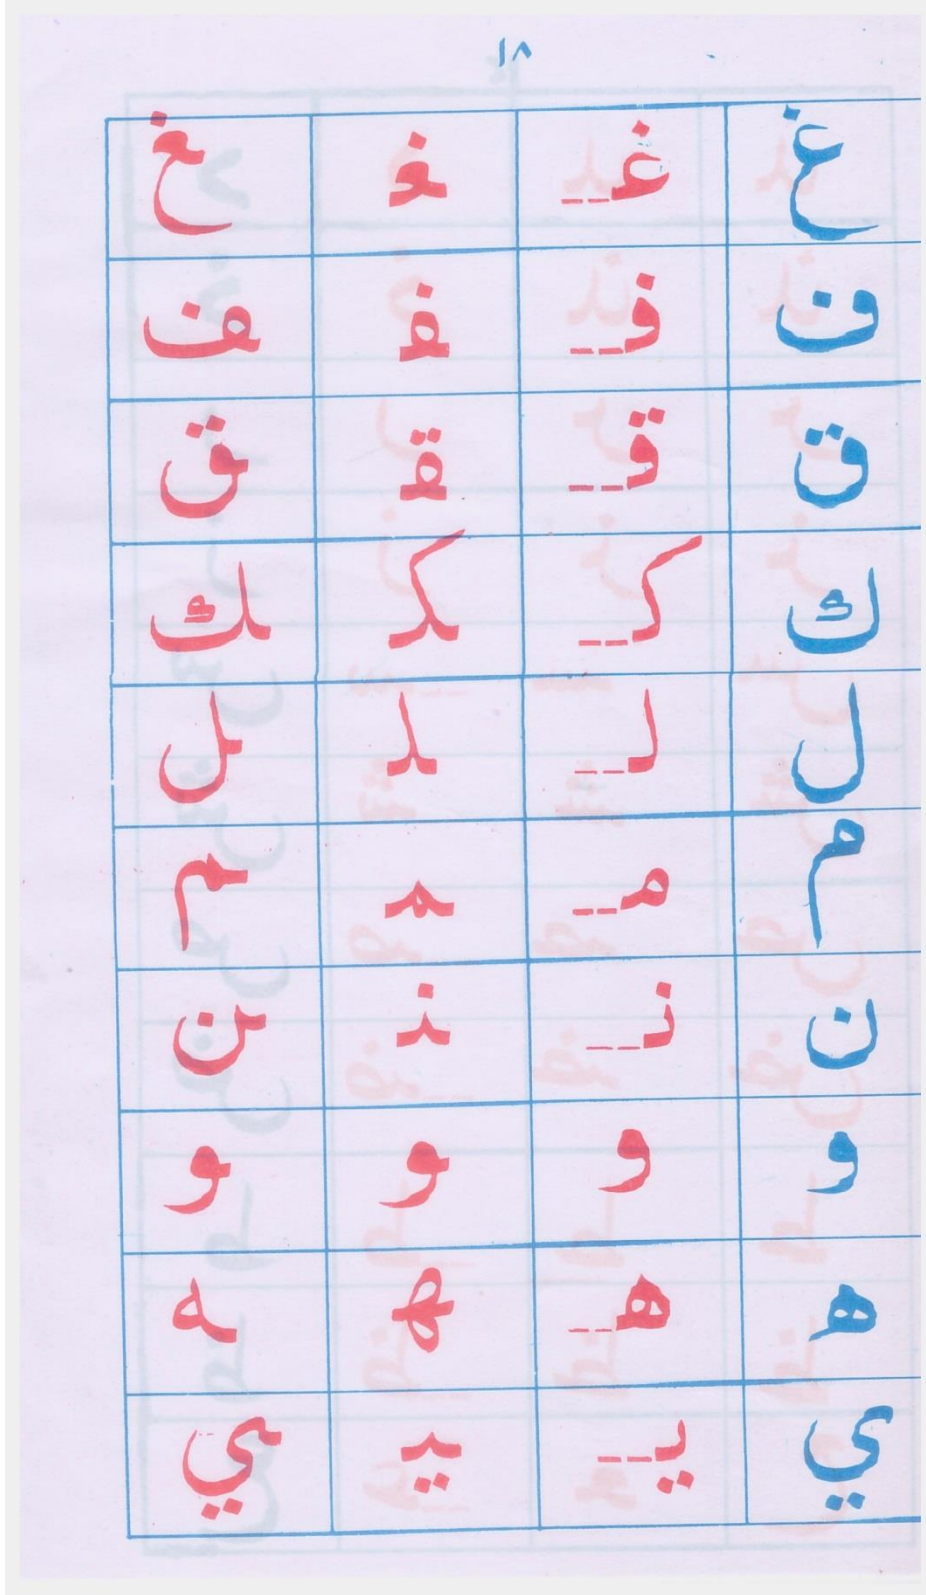 ١٨
غ غـ ـغـ ـغ
ف فـ ـفـ ـف
ق قـ ـقـ ـق
ك كـ ـكـ ـك
ل لـ ـلـ ـل
م مـ ـمـ ـم
ن نـ ـنـ ـن
و و ـو ـو
ه هـ ـهـ ـه
ي يـ ـيـ ـي